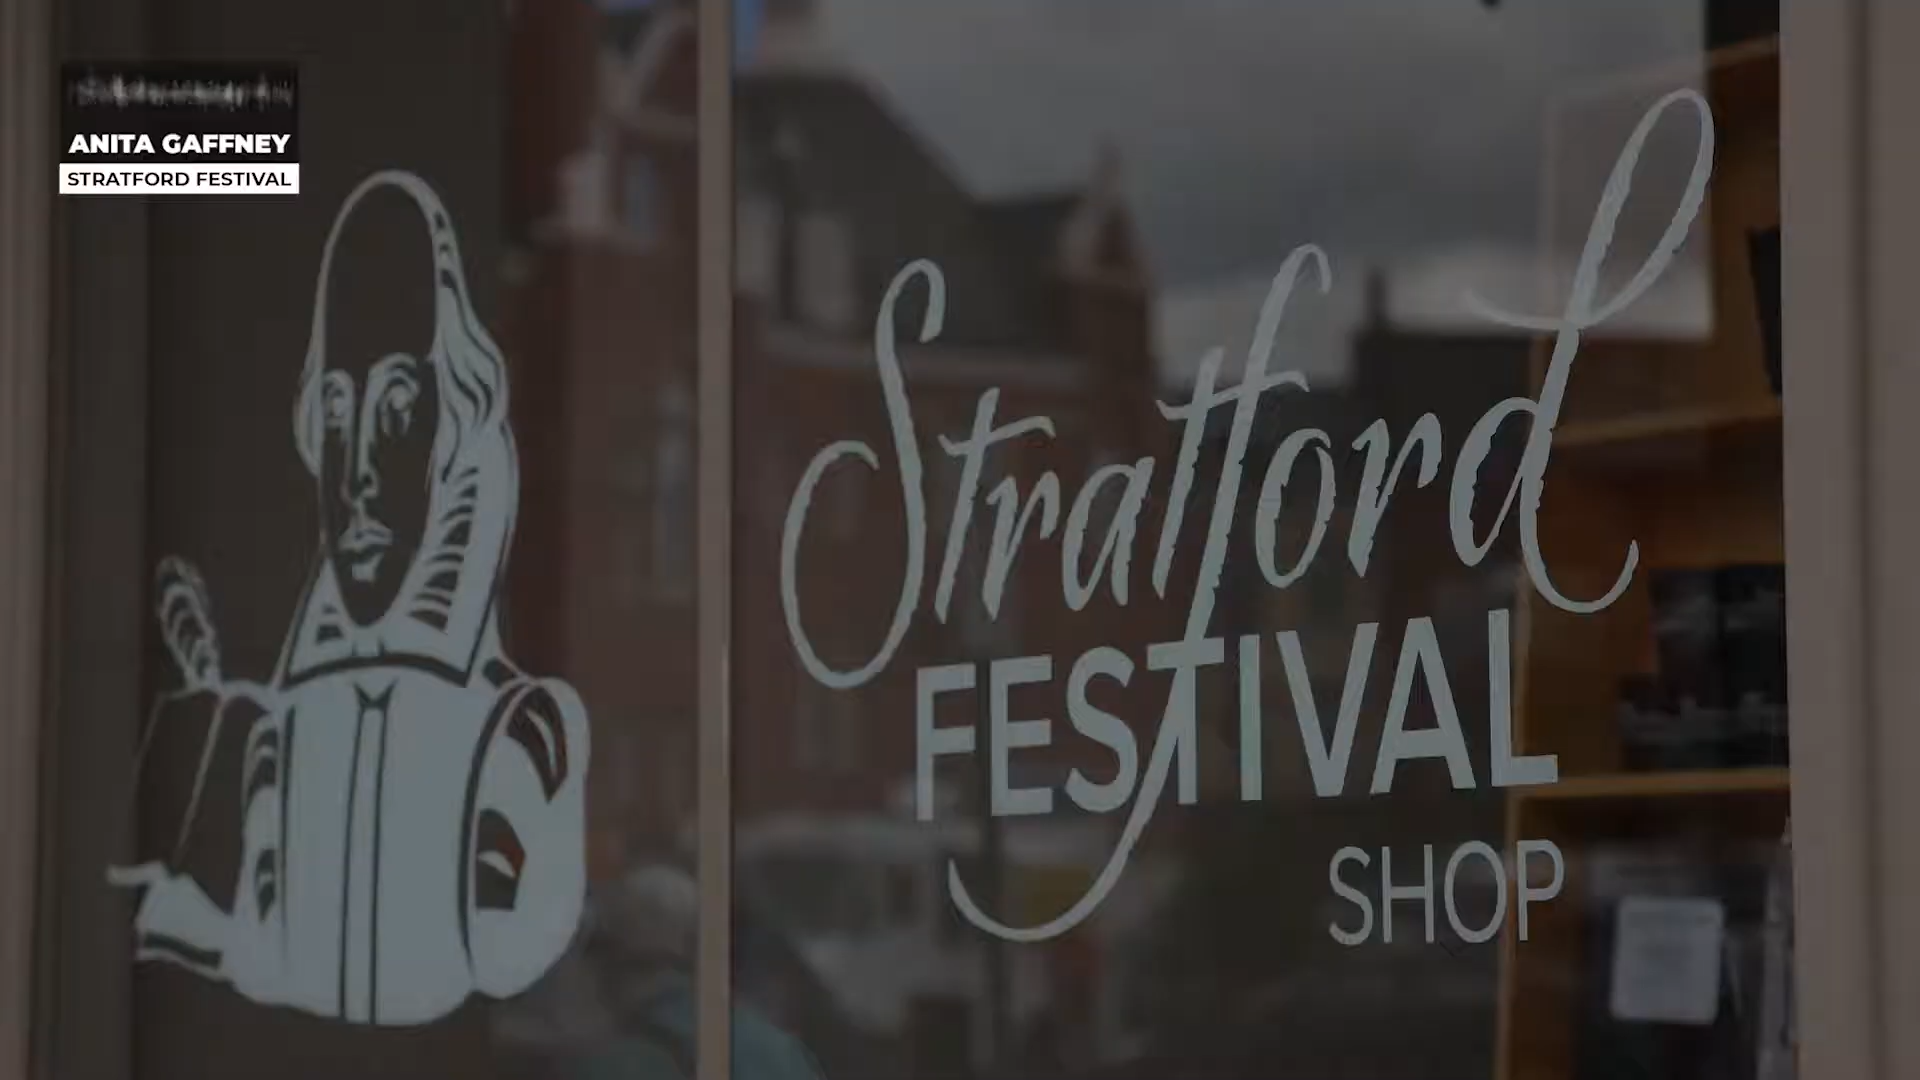 ANITA GAFFNEY
STRATFORD FESTIVAL
Stratford
FESTIVAL
SHOP